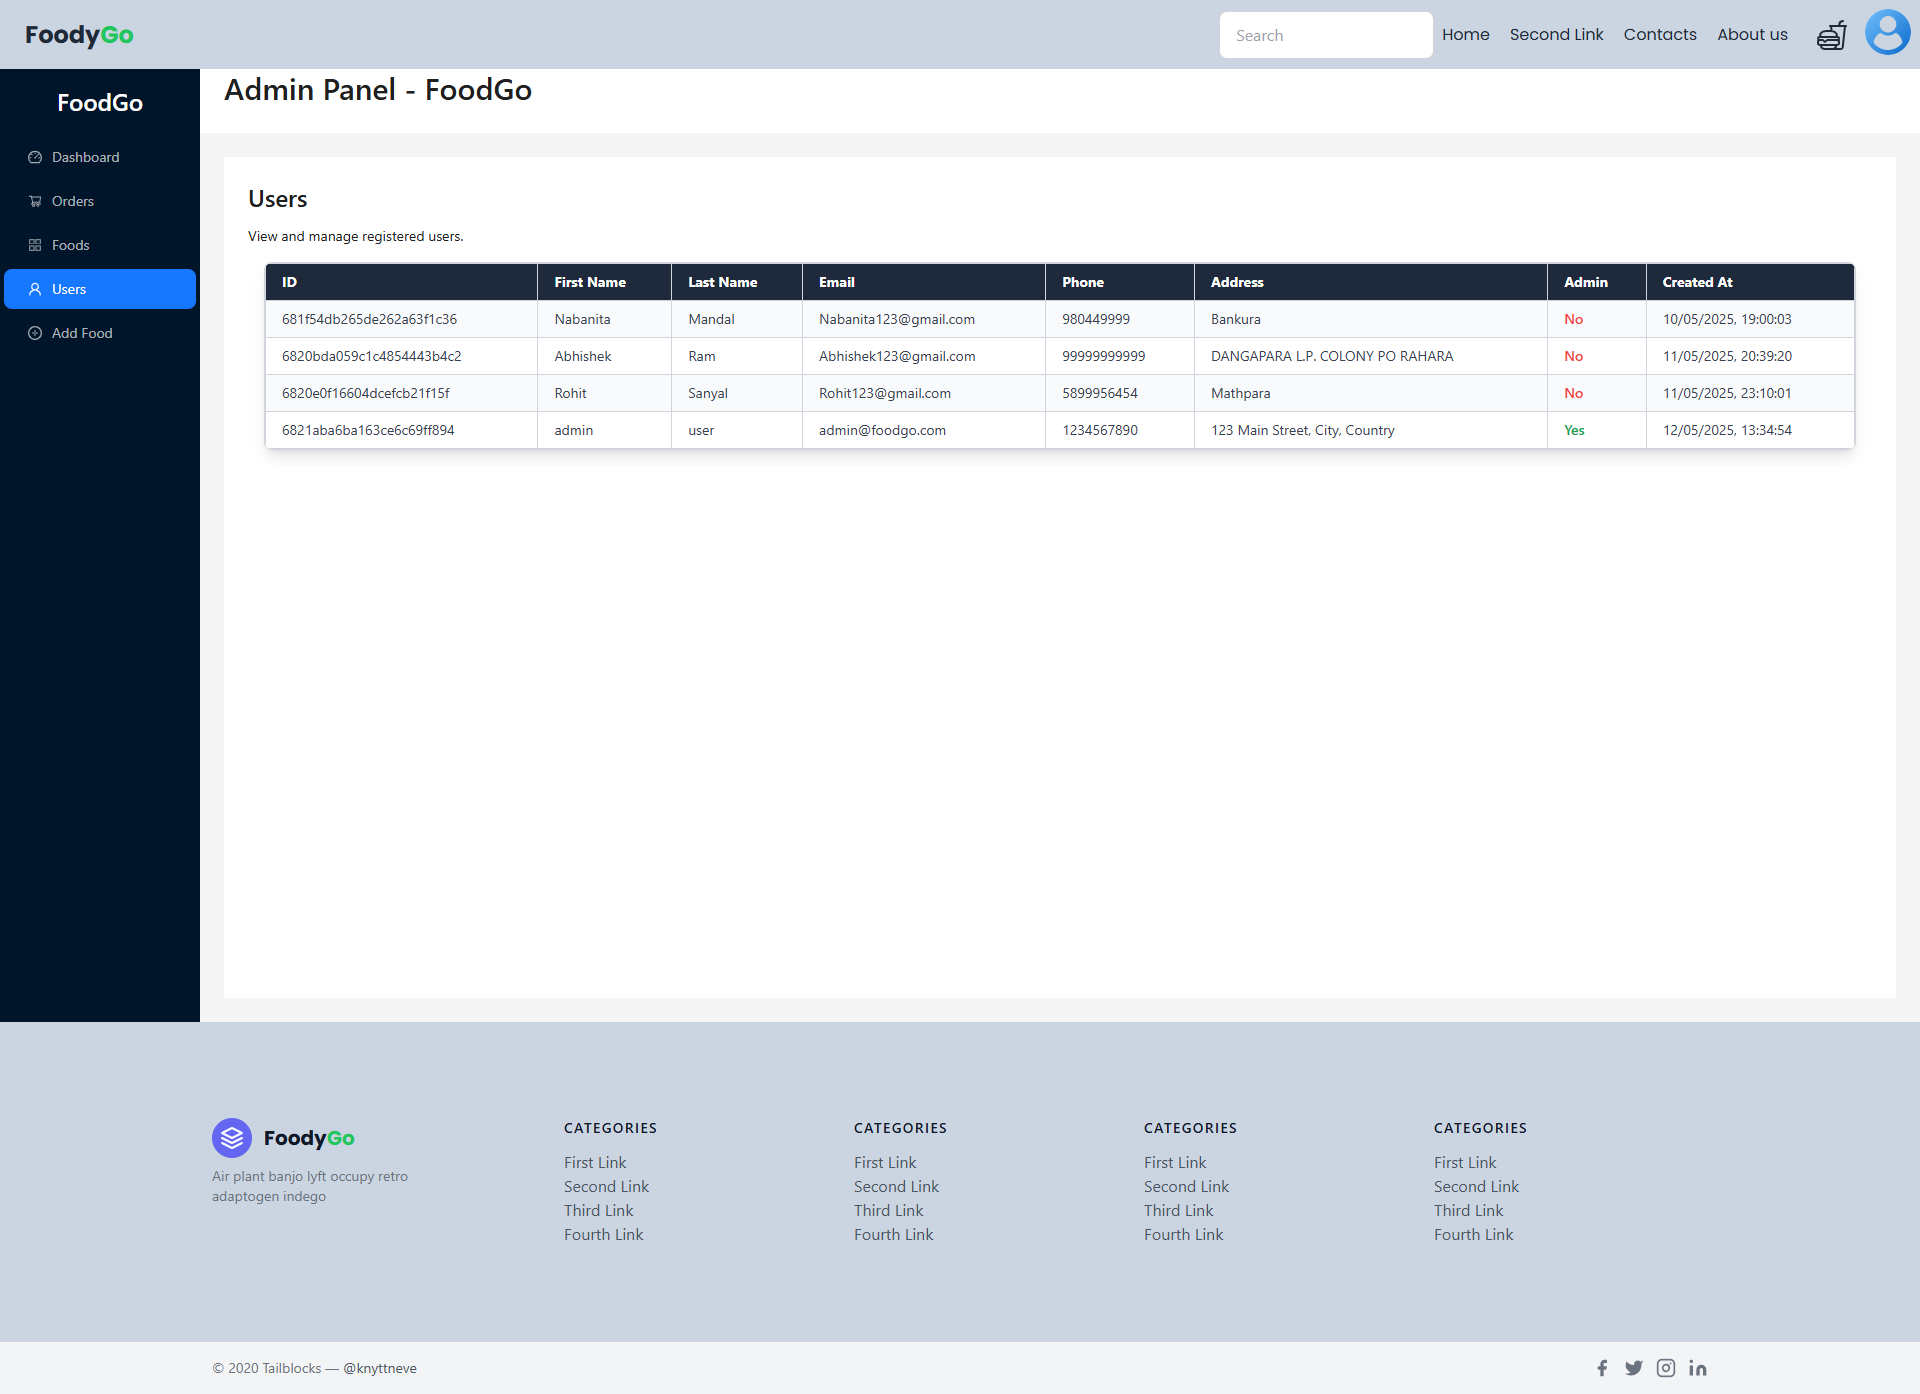 FoodyGo
Search
Home Second Link Contacts About us
FoodGo
Dashboard
Orders
Foods
Users
Add Food
Admin Panel - FoodGo
Users
View and manage registered users.
ID First Name Last Name Email Phone Address Admin Created At
681f54db265de262a63f1c36 Nabanita Mandal Nabanita123@gmail.com 980449999 Bankura No 10/05/2025, 19:00:03
6820bda059c1c4854443b4c2 Abhishek Ram Abhishek123@gmail.com 99999999999 DANGAPARA L.P. COLONY PO RAHARA No 11/05/2025, 20:39:20
6820e0f16604dcefcb21f15f Rohit Sanyal Rohit123@gmail.com 5899956454 Mathpara No 11/05/2025, 23:10:01
6821aba6ba163ce6c69ff894 admin user admin@foodgo.com 1234567890 123 Main Street, City, Country Yes 12/05/2025, 13:34:54
FoodyGo
Air plant banjo lyft occupy retro
adaptogen indego
CATEGORIES
First Link
Second Link
Third Link
Fourth Link
CATEGORIES
First Link
Second Link
Third Link
Fourth Link
CATEGORIES
First Link
Second Link
Third Link
Fourth Link
CATEGORIES
First Link
Second Link
Third Link
Fourth Link
© 2020 Tailblocks — @knyttneve